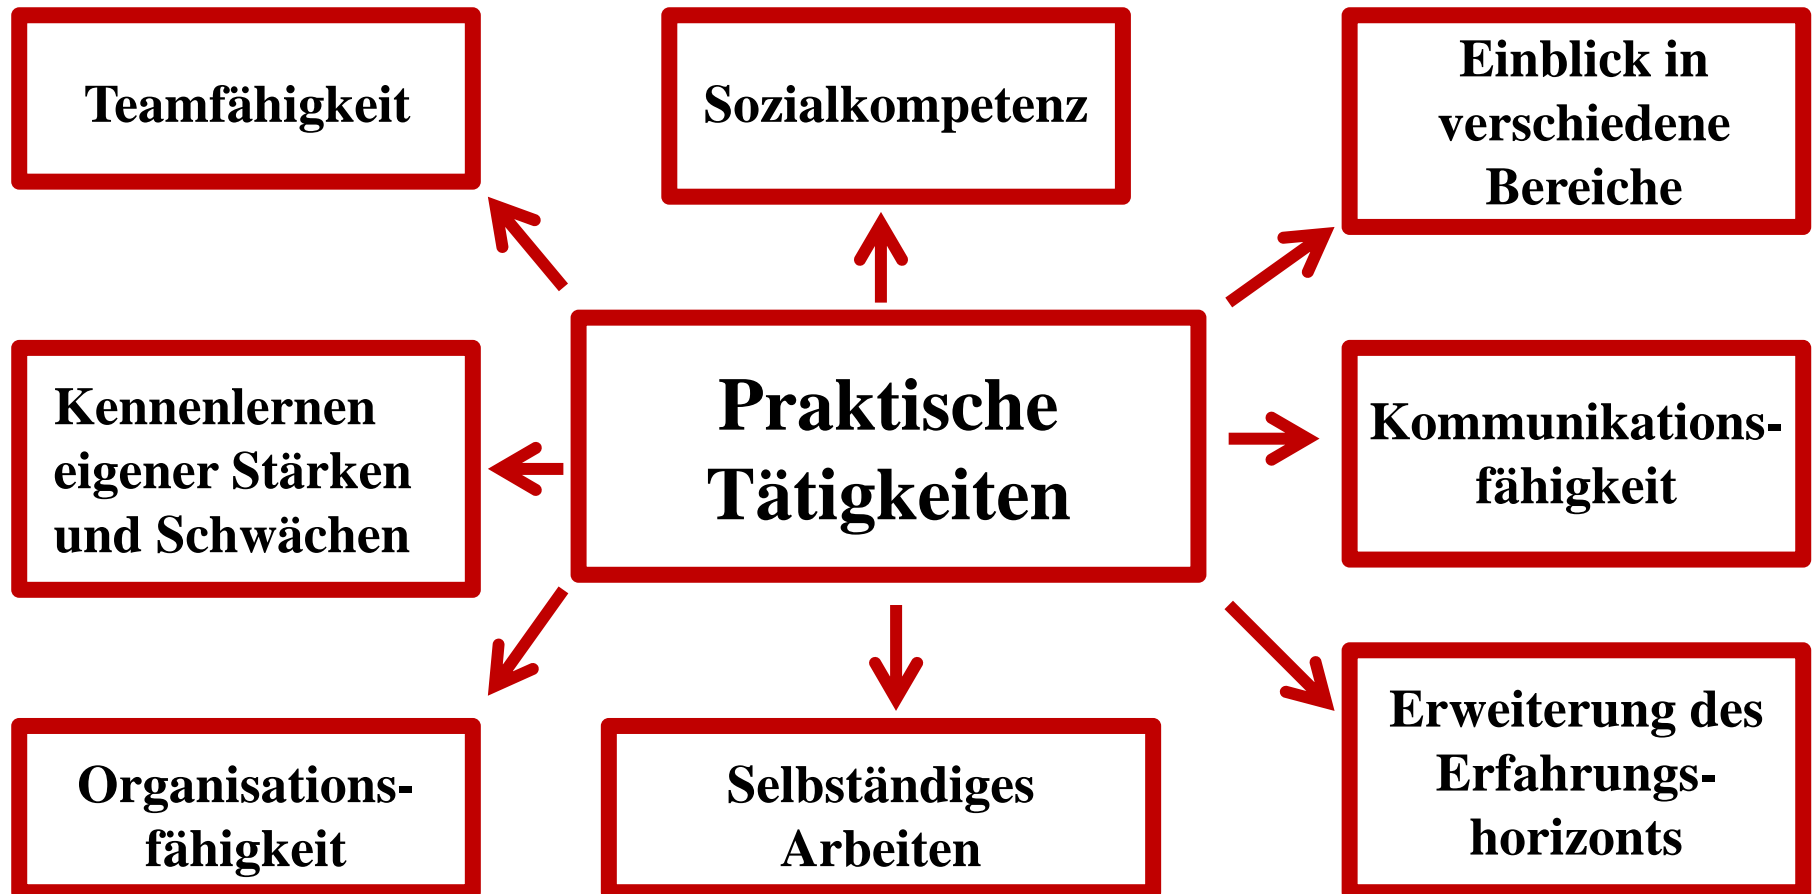 Teamfähigkeit
Sozialkompetenz
Einblick in
verschiedene
Bereiche
Kennenlernen
eigener Stärken
und Schwächen
Praktische
Tätigkeiten
Kommunikations-
fähigkeit
Organisations-
fähigkeit
Selbständiges
Arbeiten
Erweiterung des
Erfahrungs-
horizonts